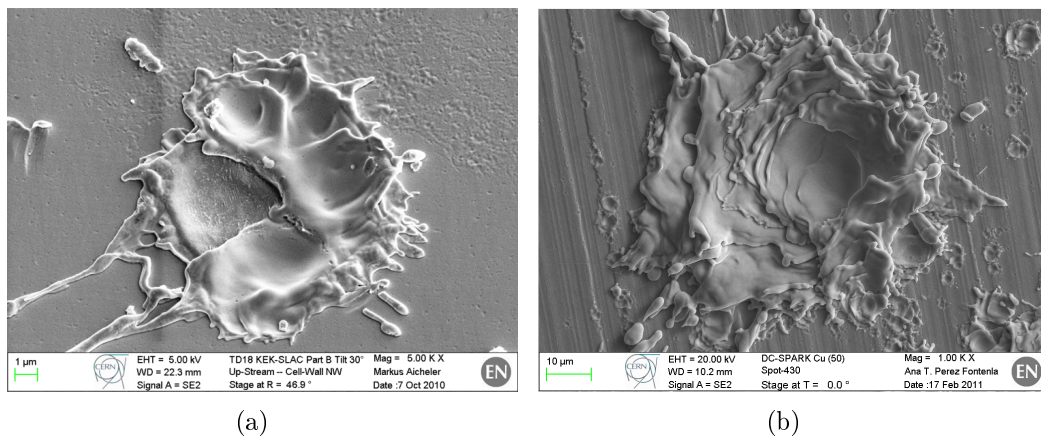 1 µm
CERN
EHT = 5.00 kV
WD = 22.3 mm
Signal A = SE2
TD18 KEK-SLAC Part B Tilt 30°
Up-Stream -- Cell-Wall NW
Stage at R = 46.9 °
Mag = 5.00 K X
Markus Aicheler
Date :7 Oct 2010
EN
10 µm
CERN
EHT = 20.00 kV
WD = 10.2 mm
Signal A = SE2
DC-SPARK Cu (50)
Spot-430
Stage at T = 0.0 °
Mag = 1.00 K X
Ana T. Perez Fontenla
Date :17 Feb 2011
EN
(a)
(b)